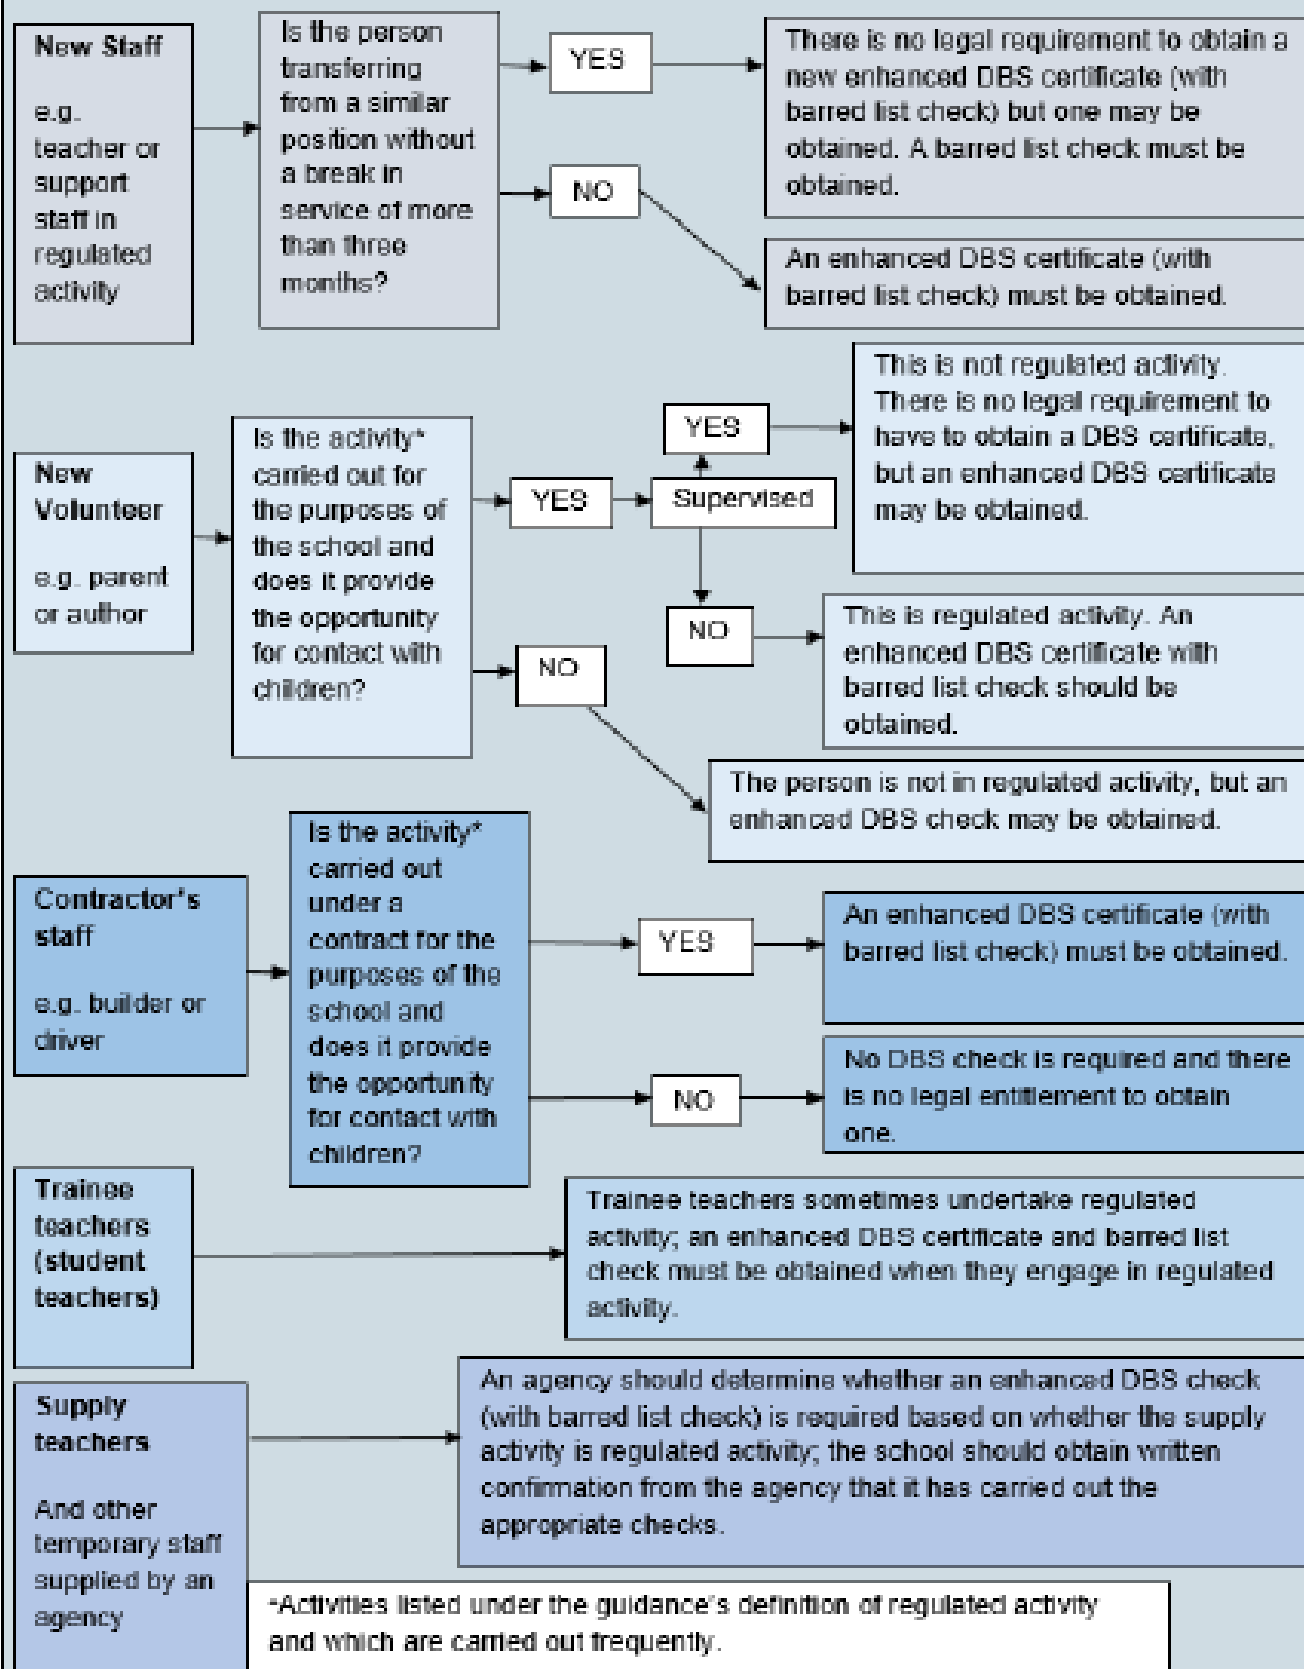 New Staff
e.g.
teacher or
support
staff in
regulated
activity
Is the person
transferring
from a similar
position without
a break in
service of more
than three
months?
YES
NO
There is no legal requirement to obtain a
new enhanced DBS certificate (with
barred list check) but one may be
obtained. A barred list check must be
obtained.
An enhanced DBS certificate (with
barred list check) must be obtained.
New
Volunteer
e.g. parent
or author
Is the activity*
carried out for
the purposes of
the school and
does it provide
the opportunity
for contact with
children?
YES
NO
Supervised
YES
NO
This is not regulated activity.
There is no legal requirement to
have to obtain a DBS certificate,
but an enhanced DBS certificate
may be obtained.
This is regulated activity. An
enhanced DBS certificate with
barred list check should be
obtained.
The person is not in regulated activity, but an
enhanced DBS check may be obtained.
Contractor's
staff
e.g. builder or
driver
Is the activity*
carried out
under a
contract for the
purposes of the
school and
does it provide
the opportunity
for contact with
children?
YES
NO
An enhanced DBS certificate (with
barred list check) must be obtained.
No DBS check is required and there
is no legal entitlement to obtain
one.
Trainee
teachers
(student
teachers)
Trainee teachers sometimes undertake regulated
activity; an enhanced DBS certificate and barred list
check must be obtained when they engage in regulated
activity.
Supply
teachers
And other
temporary staff
supplied by an
agency
An agency should determine whether an enhanced DBS check
(with barred list check) is required based on whether the supply
activity is regulated activity; the school should obtain written
confirmation from the agency that it has carried out the
appropriate checks.
*Activities listed under the guidance's definition of regulated activity
and which are carried out frequently.